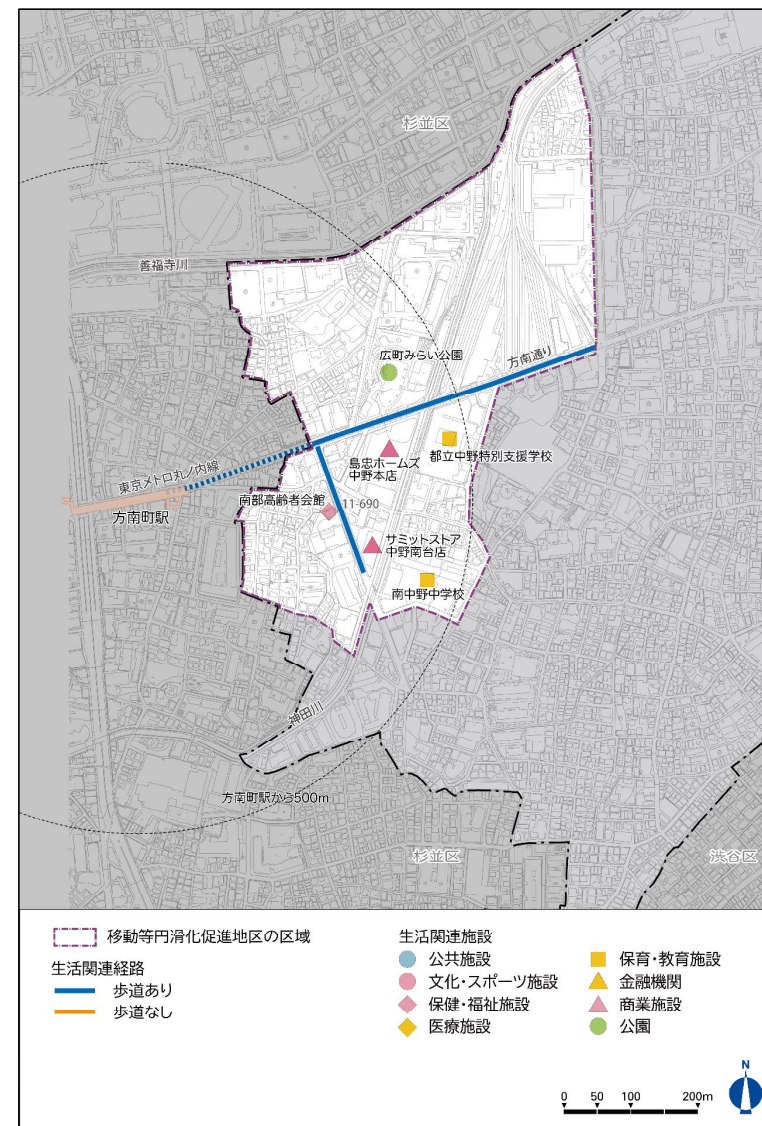 杉並区
善福寺川
広町みらい公園
方南通り
島忠ホームズ
中野本店
都立中野特別支援学校
東京メトロ丸ノ内線
南部高齢者会館
11-690
方南町駅
サミットストア
中野南台店
南中野中学校
神田川
方南町駅から500m
杉並区
渋谷区
移動等円滑化促進地区の区域
生活関連経路
歩道あり
歩道なし
生活関連施設
公共施設
文化・スポーツ施設
保健・福祉施設
医療施設
保育・教育施設
金融機関
商業施設
公園
N
0 50 100 200m